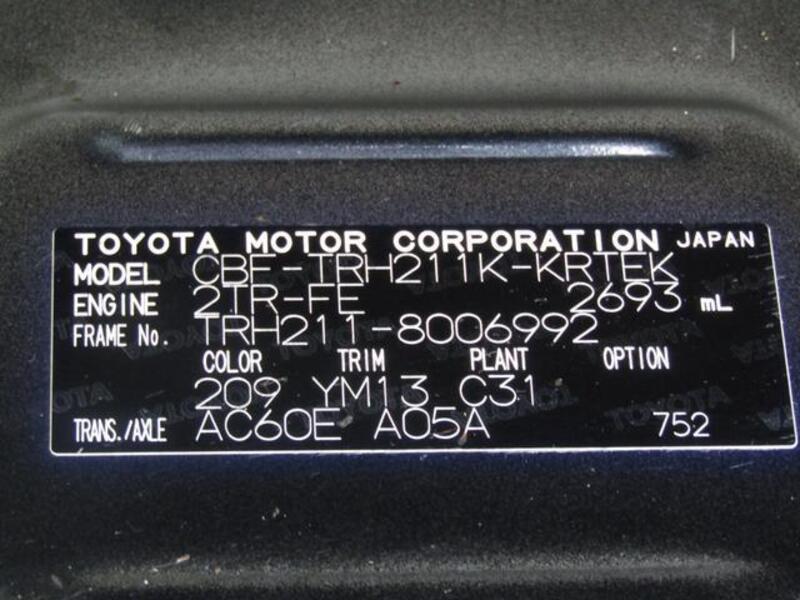 TOYOTA MOTOR CORPORATION JAPAN
MODEL CBF-TRH211K-KRTEK
ENGINE 2TR-FE 2693 mL
FRAME No. TRH211-8006992
COLOR TRIM PLANT OPTION
209 YM13 C31
TRANS./AXLE AC60E A05A 752